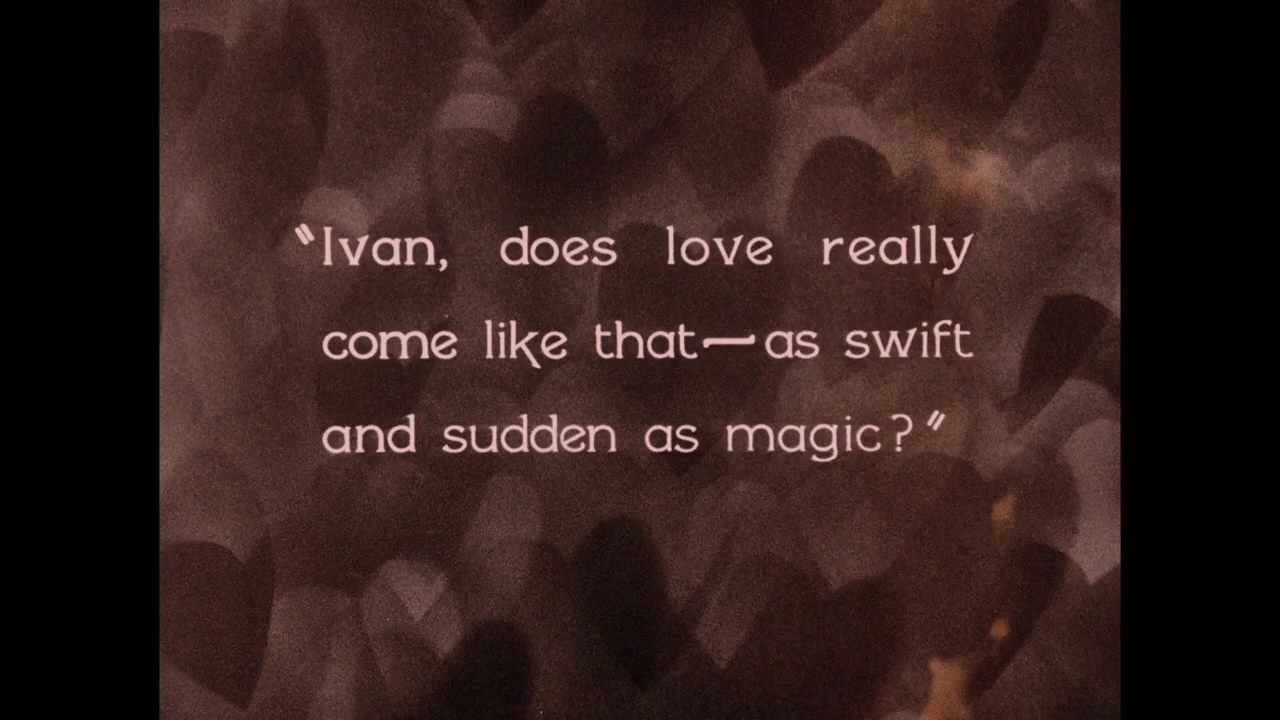 "Ivan, does love really
come like that—as swift
and sudden as magic?"